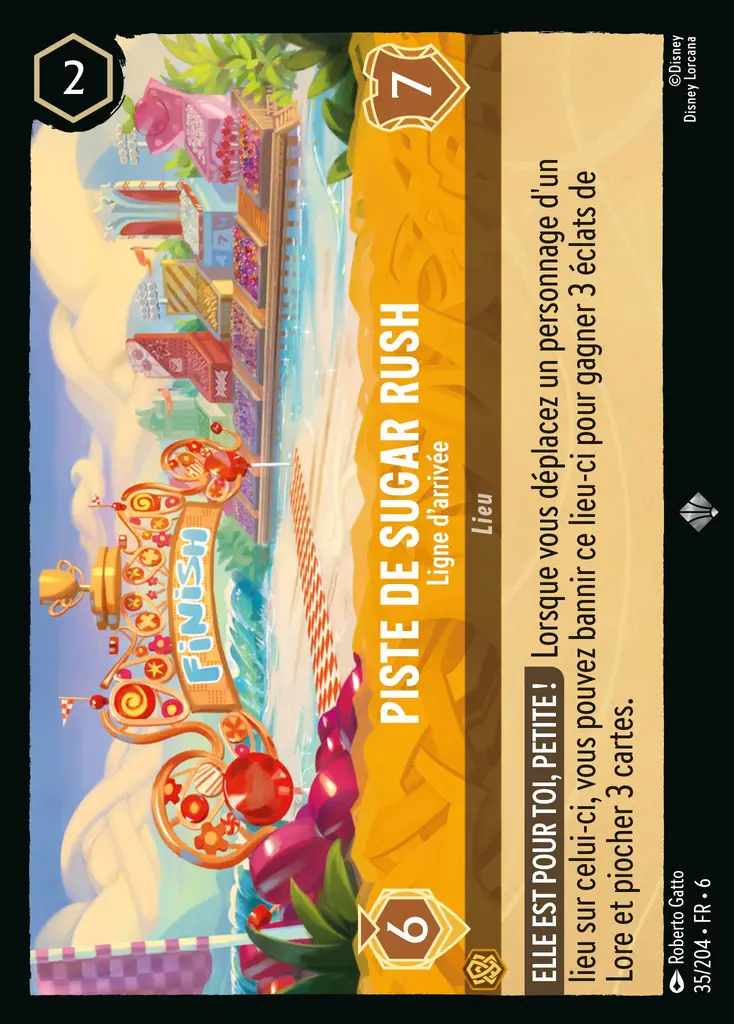 2
FINISH
6
7
PISTE DE SUGAR RUSH
Ligne d'arrivée
Lieu
ELLE EST POUR TOI, PETITE ! Lorsque vous déplacez un personnage d'un
lieu sur celui-ci, vous pouvez bannir ce lieu-ci pour gagner 3 éclats de
Lore et piocher 3 cartes.
Roberto Gatto
35/204 • FR • 6
©Disney
Disney Lorcana